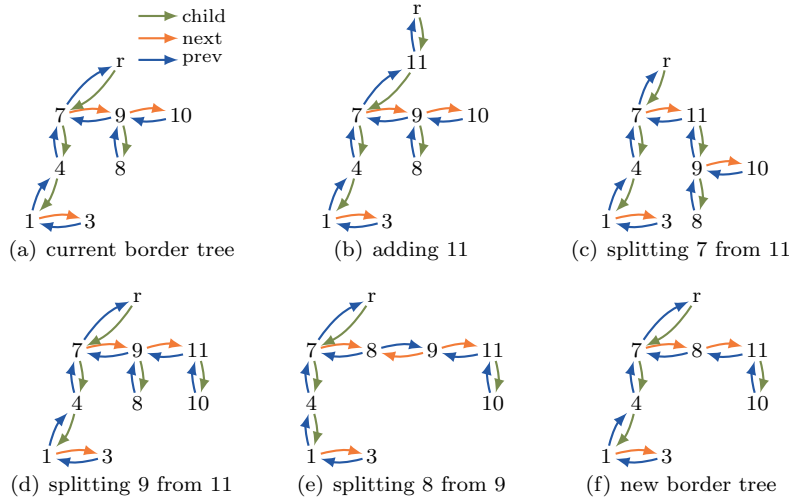 child
next
prev
r
7 9 10
4 8
1 3
(a) current border tree
r
11
7 9 10
4 8
1 3
(b) adding 11
r
7 11
4 9 10
1 3 8
(c) splitting 7 from 11
r
7 9 11
4 8 10
1 3
(d) splitting 9 from 11
r
7 8 9 11
4 10
1 3
(e) splitting 8 from 9
r
7 8 11
4 10
1 3
(f) new border tree